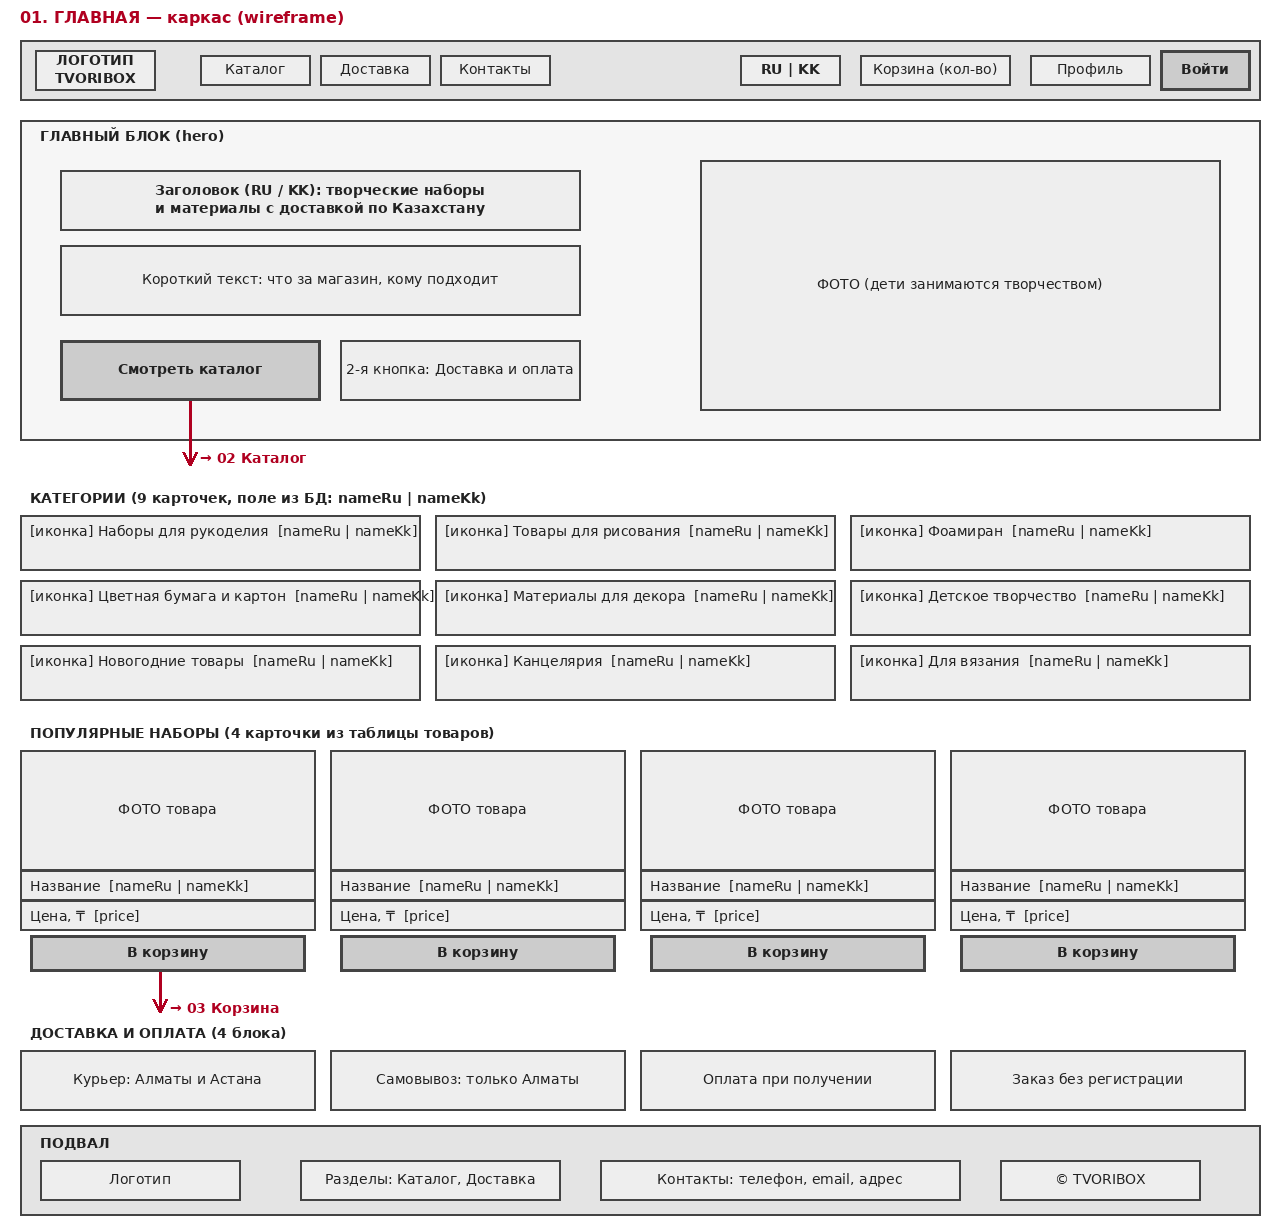 01. ГЛАВНАЯ — каркас (wireframe)
ЛОГОТИП
TVORIBOX
Каталог
Доставка
Контакты
RU | KK
Корзина (кол-во)
Профиль
Войти
ГЛАВНЫЙ БЛОК (hero)
Заголовок (RU / KK): творческие наборы
и материалы с доставкой по Казахстану
Короткий текст: что за магазин, кому подходит
ФОТО (дети занимаются творчеством)
Смотреть каталог
2-я кнопка: Доставка и оплата
→ 02 Каталог
КАТЕГОРИИ (9 карточек, поле из БД: nameRu | nameKk)
[иконка] Наборы для рукоделия [nameRu | nameKk]
[иконка] Товары для рисования [nameRu | nameKk]
[иконка] Фоамиран [nameRu | nameKk]
[иконка] Цветная бумага и картон [nameRu | nameKk]
[иконка] Материалы для декора [nameRu | nameKk]
[иконка] Детское творчество [nameRu | nameKk]
[иконка] Новогодние товары [nameRu | nameKk]
[иконка] Канцелярия [nameRu | nameKk]
[иконка] Для вязания [nameRu | nameKk]
ПОПУЛЯРНЫЕ НАБОРЫ (4 карточки из таблицы товаров)
ФОТО товара
ФОТО товара
ФОТО товара
ФОТО товара
Название [nameRu | nameKk]
Название [nameRu | nameKk]
Название [nameRu | nameKk]
Название [nameRu | nameKk]
Цена, ₸ [price]
Цена, ₸ [price]
Цена, ₸ [price]
Цена, ₸ [price]
В корзину
В корзину
В корзину
В корзину
→ 03 Корзина
ДОСТАВКА И ОПЛАТА (4 блока)
Курьер: Алматы и Астана
Самовывоз: только Алматы
Оплата при получении
Заказ без регистрации
ПОДВАЛ
Логотип
Разделы: Каталог, Доставка
Контакты: телефон, email, адрес
© TVORIBOX